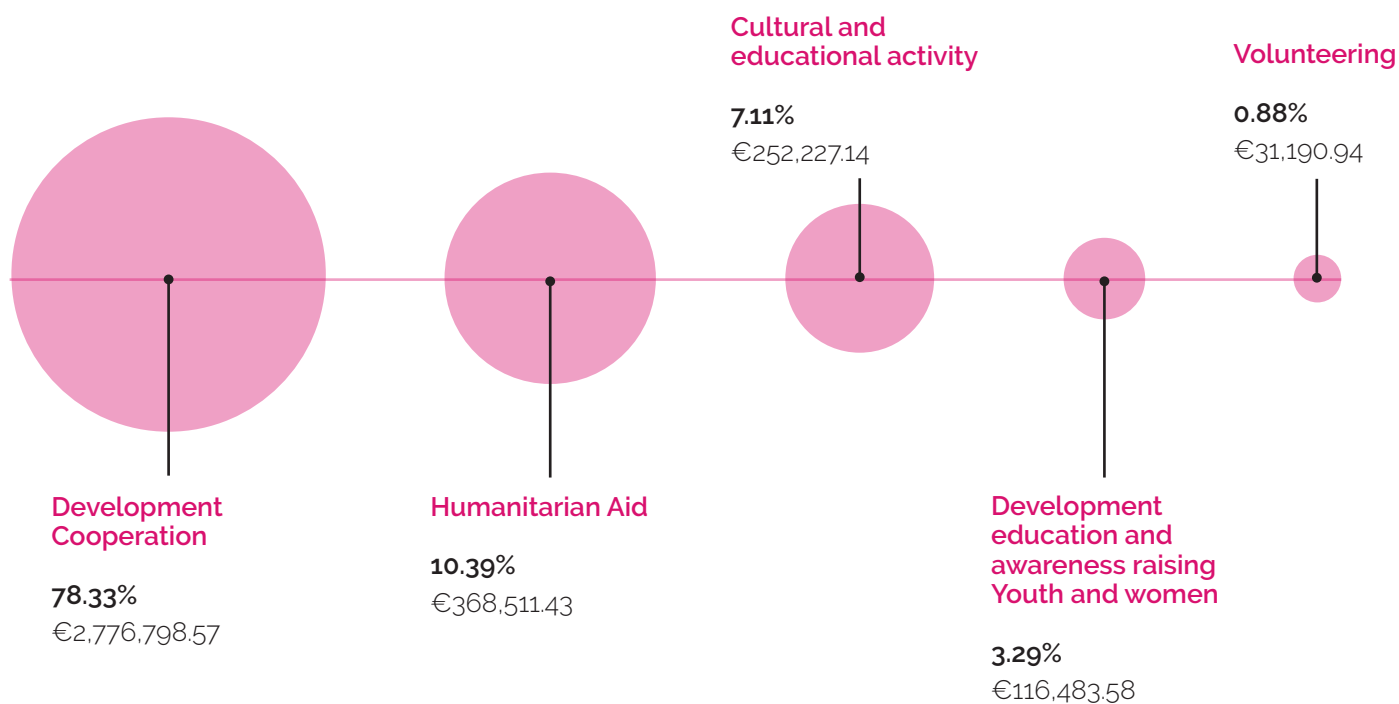 Cultural and
educational activity
7.11%
€252,227.14
Volunteering
0.88%
€31,190.94
Development
Cooperation
78.33%
€2,776,798.57
Humanitarian Aid
10.39%
€368,511.43
Development
education and
awareness raising
Youth and women
3.29%
€116,483.58